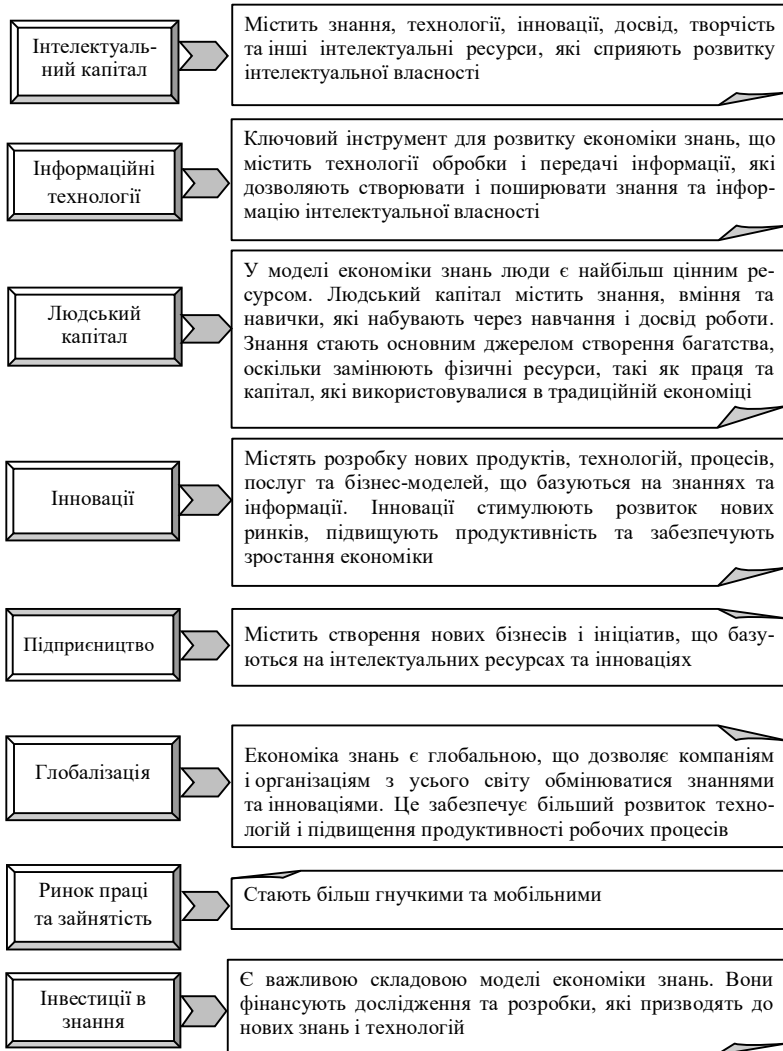 Інтелектуаль-
ний капітал
Містить знання, технології, інновації, досвід, творчість
та інші інтелектуальні ресурси, які сприяють розвитку
інтелектуальної власності
Інформаційні
технології
Ключовий інструмент для розвитку економіки знань, що
містить технології обробки і передачі інформації, які
дозволяють створювати і поширювати знання та інфор-
мацію інтелектуальної власності
Людський
капітал
У моделі економіки знань люди є найбільш цінним ре-
сурсом. Людський капітал містить знання, вміння та
навички, які набувають через навчання і досвід роботи.
Знання стають основним джерелом створення багатства,
оскільки замінюють фізичні ресурси, такі як праця та
капітал, які використовувалися в традиційній економіці
Інновації
Містять розробку нових продуктів, технологій, процесів,
послуг та бізнес-моделей, що базуються на знаннях та
інформації. Інновації стимулюють розвиток нових
ринків, підвищують продуктивність та забезпечують
зростання економіки
Підприєництво
Містить створення нових бізнесів і ініціатив, що базу-
ються на інтелектуальних ресурсах та інноваціях
Глобалізація
Економіка знань є глобальною, що дозволяє компаніям
і організаціям з усього світу обмінюватися знаннями
та інноваціями. Це забезпечує більший розвиток техно-
логій і підвищення продуктивності робочих процесів
Ринок праці
та зайнятість
Стають більш гнучкими та мобільними
Інвестиції в
знання
Є важливою складовою моделі економіки знань. Вони
фінансують дослідження та розробки, які призводять до
нових знань і технологій